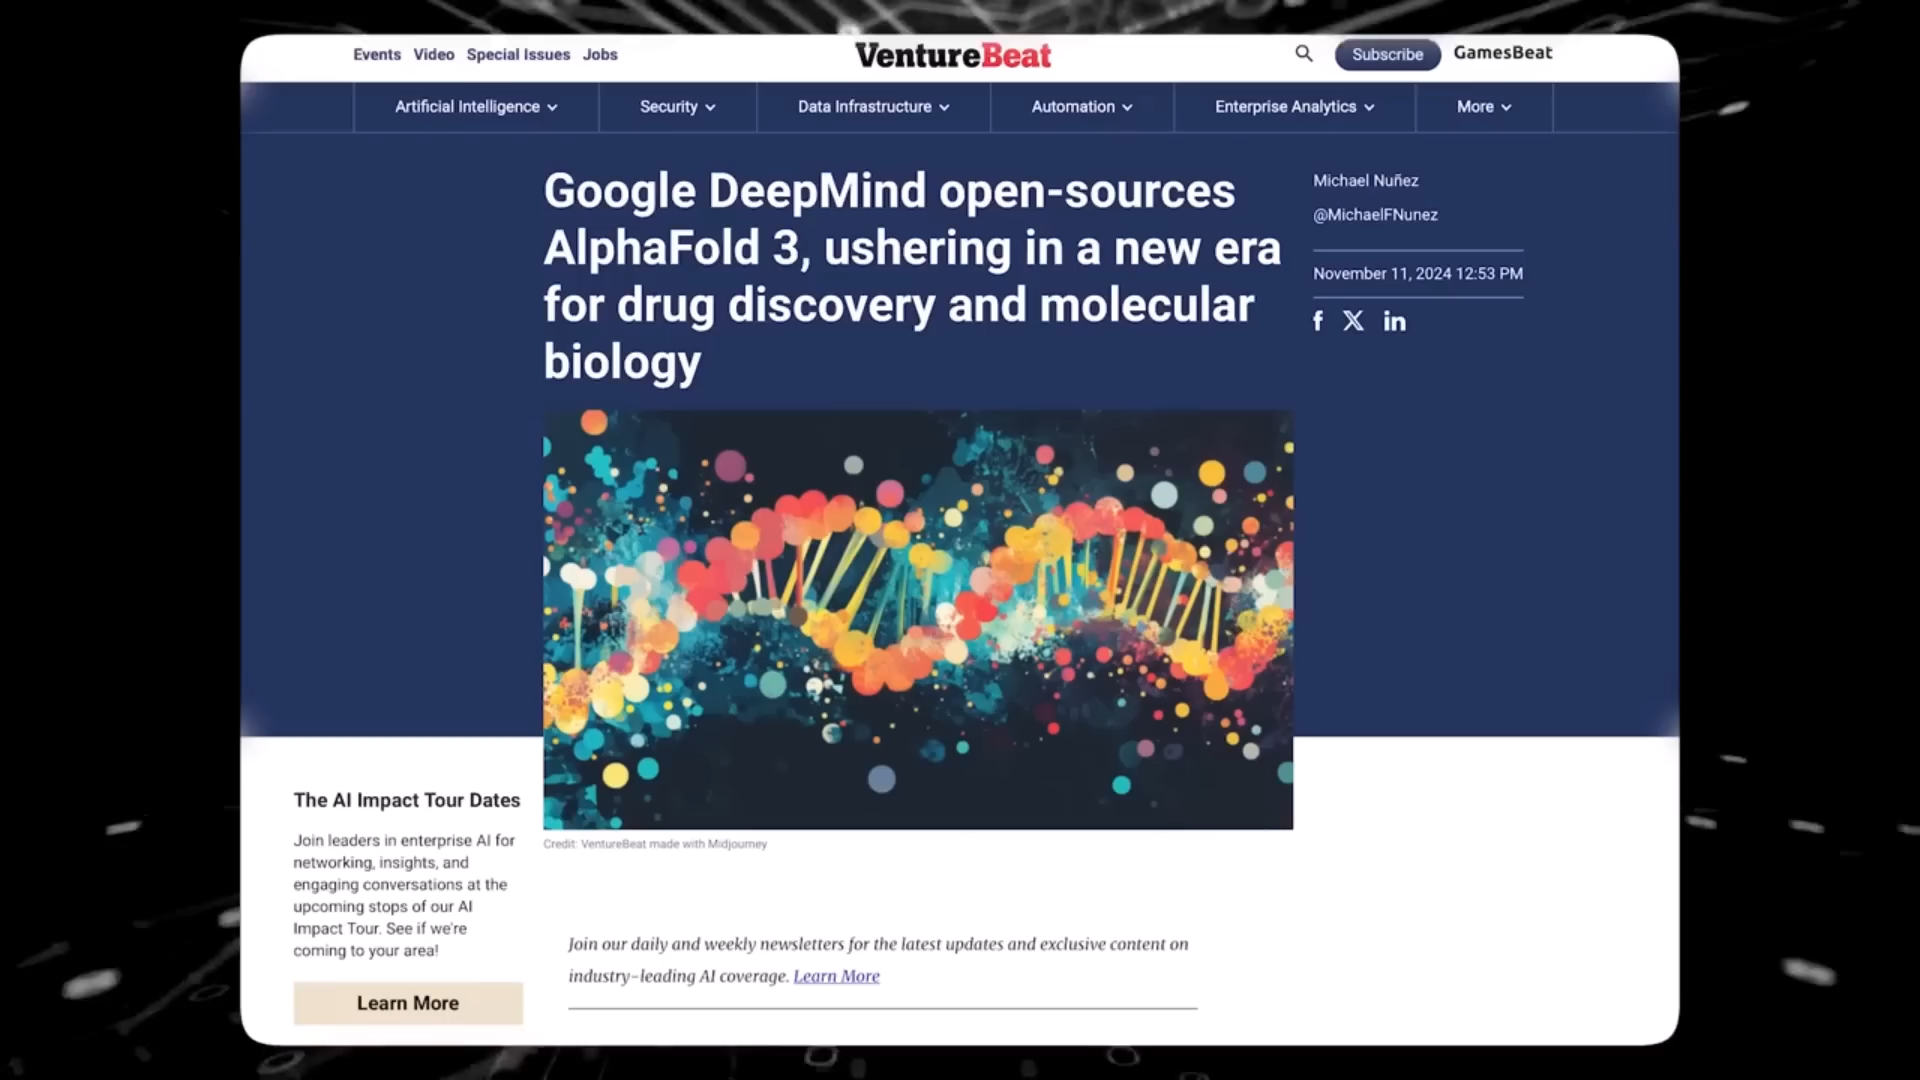 Events Video Special Issues Jobs
VentureBeat
Subscribe
GamesBeat
Artificial Intelligence
Security
Data Infrastructure
Automation
Enterprise Analytics
More
Google DeepMind open-sources
AlphaFold 3, ushering in a new era
for drug discovery and molecular
biology
Michael Nuñez
@MichaelFNunez
November 11, 2024 12:53 PM
Credit: VentureBeat made with Midjourney
The AI Impact Tour Dates
Join leaders in enterprise AI for
networking, insights, and
engaging conversations at the
upcoming stops of our AI
Impact Tour. See if we're
coming to your area!
Learn More
Join our daily and weekly newsletters for the latest updates and exclusive content on
industry-leading AI coverage. Learn More